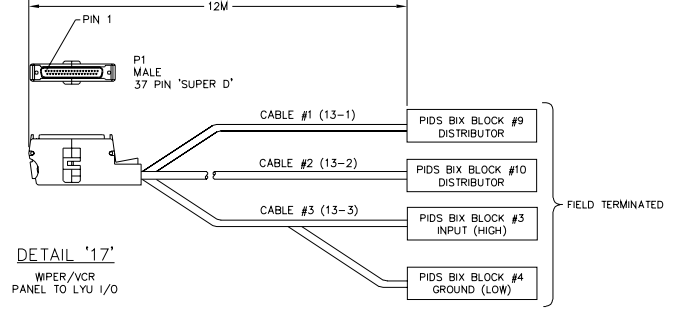 12M
PIN 1
P1
MALE
37 PIN 'SUPER D'
CABLE #1 (13-1)
PIDS BIX BLOCK #9
DISTRIBUTOR
CABLE #2 (13-2)
PIDS BIX BLOCK #10
DISTRIBUTOR
CABLE #3 (13-3)
PIDS BIX BLOCK #3
INPUT (HIGH)
FIELD TERMINATED
PIDS BIX BLOCK #4
GROUND (LOW)
DETAIL '17'
WIPER/VCR
PANEL TO LYU I/O